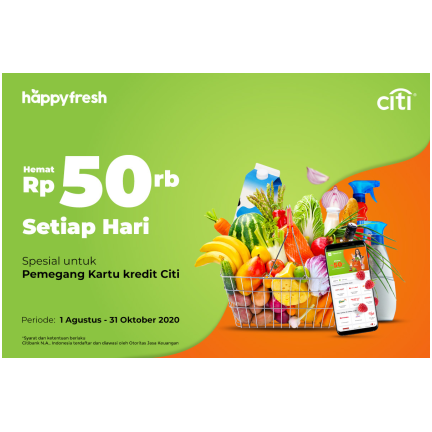 happyfresh
citi
Hemat
Rp 50rb
Setiap Hari
Spesial untuk
Pemegang Kartu kredit Citi
Periode: 1 Agustus - 31 Oktober 2020
*Syarat dan ketentuan berlaku
Citibank N.A., Indonesia terdaftar dan diawasi oleh Otoritas Jasa Keuangan